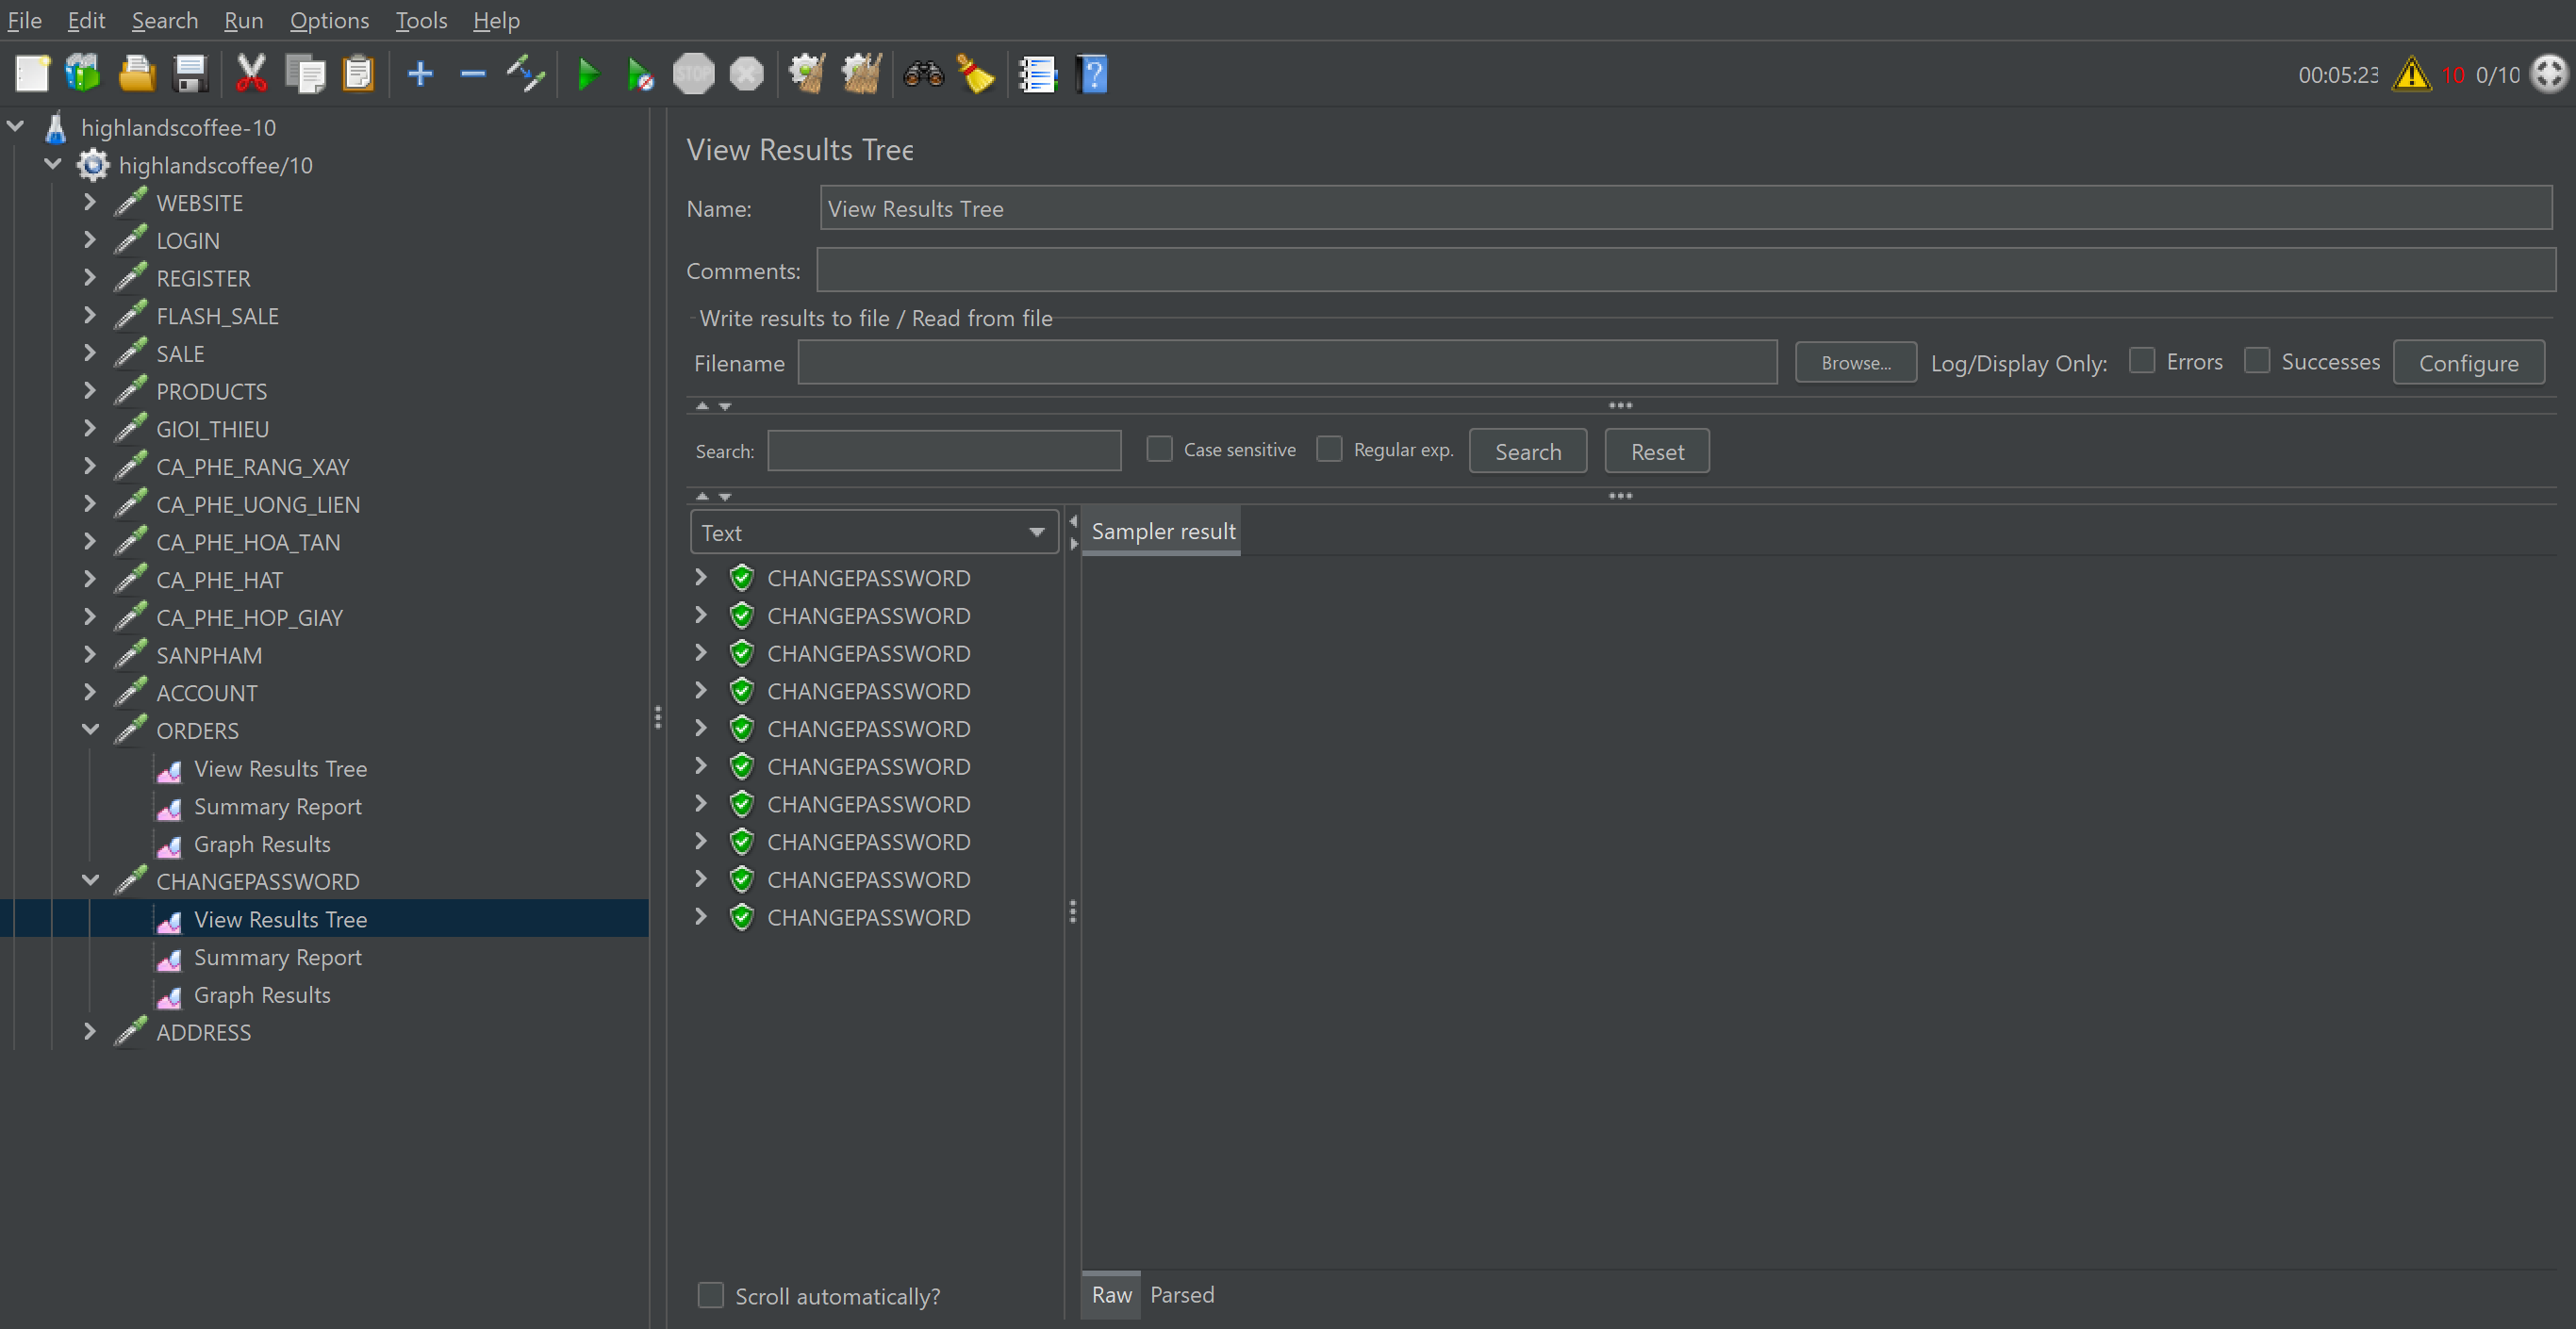 File Edit Search Run Options Tools Help
STOP
00:05:23 10 0/10
highlandscoffee-10
highlandscoffee/10
WEBSITE
LOGIN
REGISTER
FLASH_SALE
SALE
PRODUCTS
GIOI_THIEU
CA_PHE_RANG_XAY
CA_PHE_UONG_LIEN
CA_PHE_HOA_TAN
CA_PHE_HAT
CA_PHE_HOP_GIAY
SANPHAM
ACCOUNT
ORDERS
View Results Tree
Summary Report
Graph Results
CHANGEPASSWORD
View Results Tree
Summary Report
Graph Results
ADDRESS
View Results Tree
Name: View Results Tree
Comments:
Write results to file / Read from file
Filename Browse... Log/Display Only: Errors Successes Configure
Search: Case sensitive Regular exp. Search Reset
Text
Sampler result
CHANGEPASSWORD
CHANGEPASSWORD
CHANGEPASSWORD
CHANGEPASSWORD
CHANGEPASSWORD
CHANGEPASSWORD
CHANGEPASSWORD
CHANGEPASSWORD
CHANGEPASSWORD
CHANGEPASSWORD
Scroll automatically?
Raw Parsed